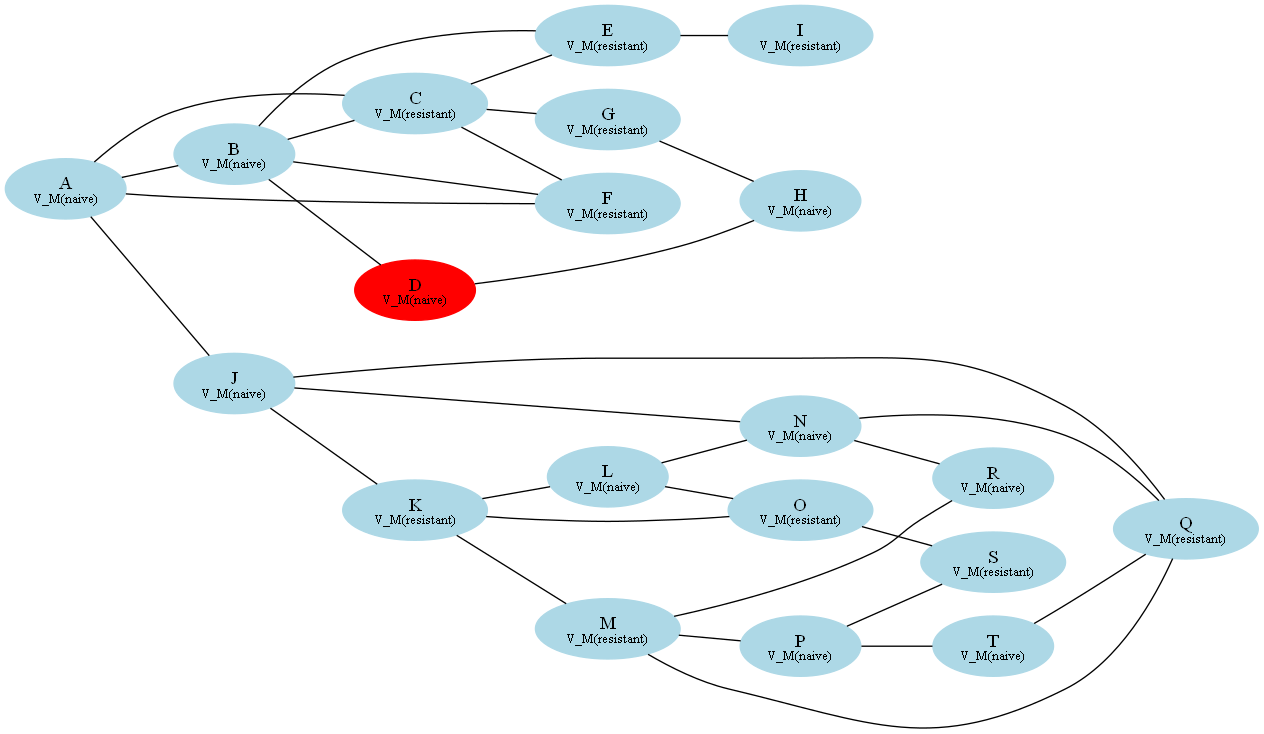 E
V_M(resistant)
I
V_M(resistant)
C
V_M(resistant)
G
V_M(resistant)
B
V_M(naive)
A
V_M(naive)
H
V_M(naive)
F
V_M(resistant)
D
V_M(naive)
J
V_M(naive)
N
V_M(naive)
L
V_M(naive)
R
V_M(naive)
K
V_M(resistant)
O
V_M(resistant)
Q
V_M(resistant)
S
V_M(resistant)
M
V_M(resistant)
P
V_M(naive)
T
V_M(naive)